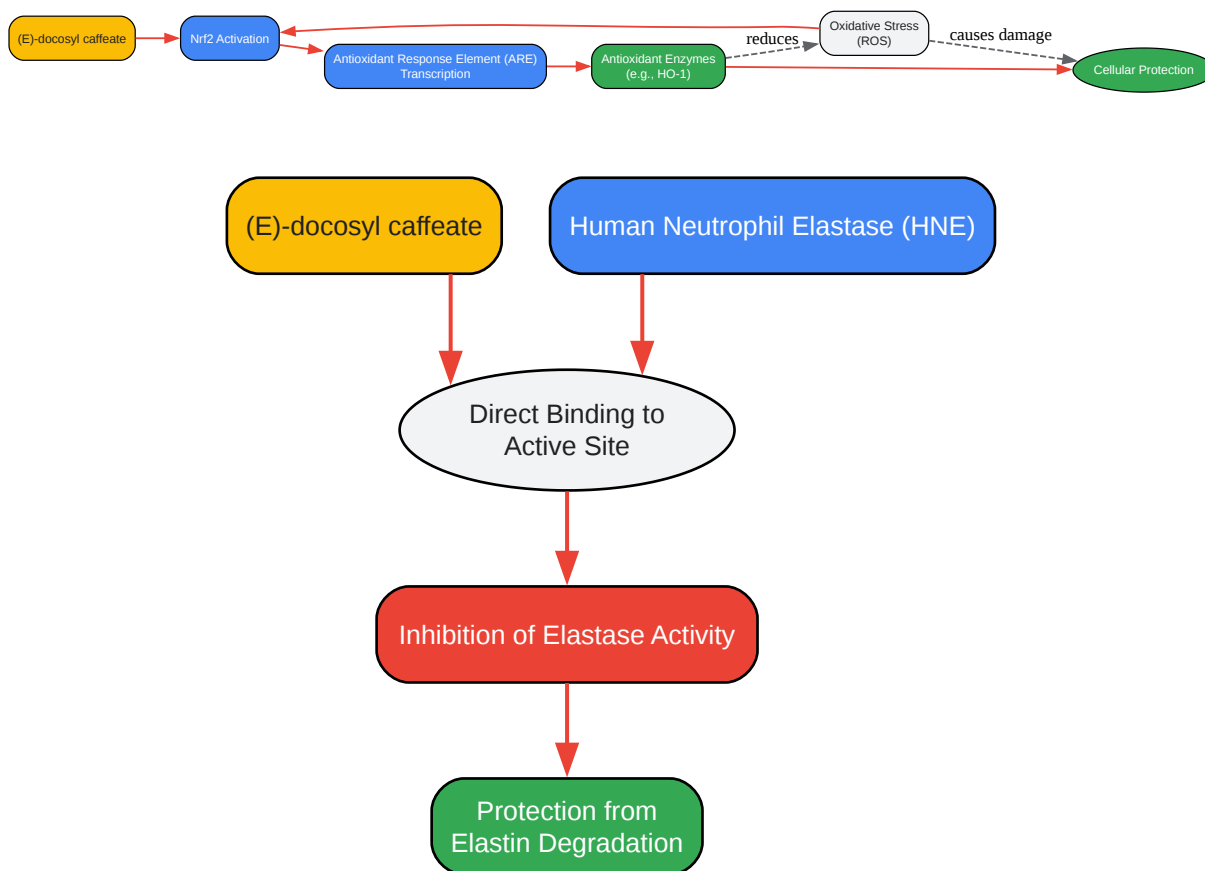 (E)-docosyl caffeate
Nrf2 Activation
Antioxidant Response Element (ARE)
Transcription
Antioxidant Enzymes
(e.g., HO-1)
reduces
Oxidative Stress
(ROS)
causes damage
Cellular Protection
(E)-docosyl caffeate
Human Neutrophil Elastase (HNE)
Direct Binding to
Active Site
Inhibition of Elastase Activity
Protection from
Elastin Degradation